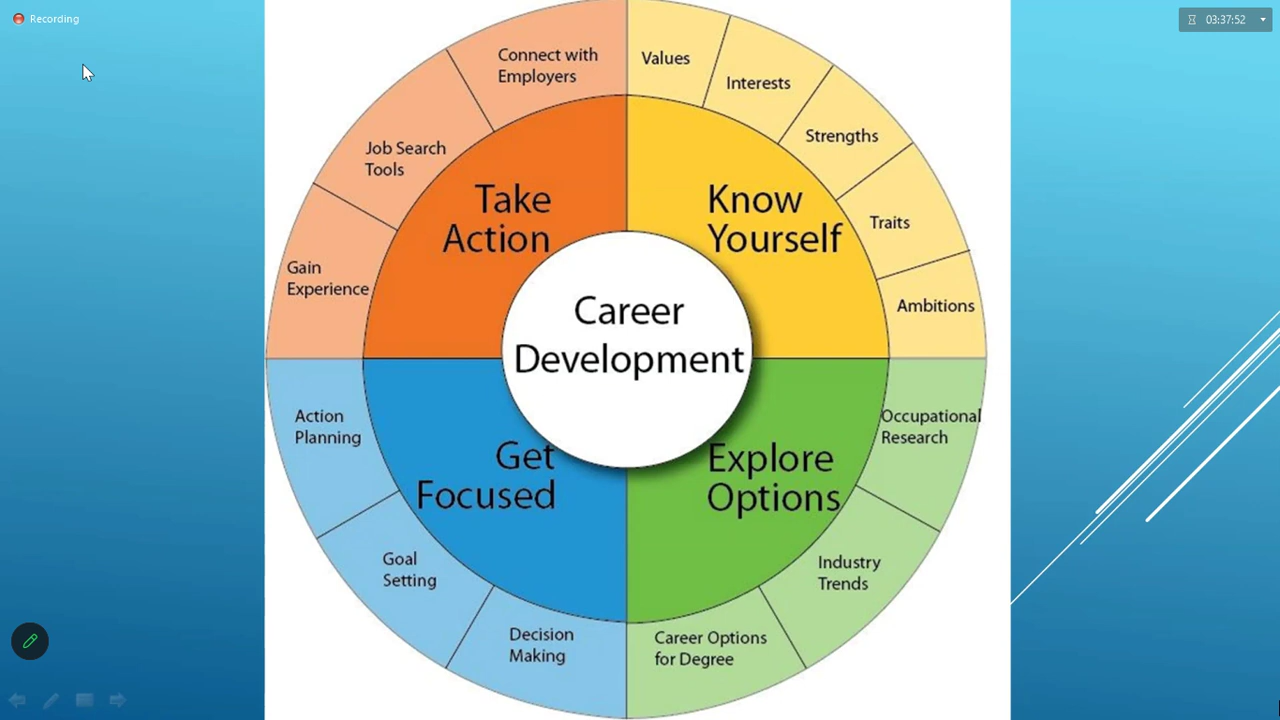 Recording
03:37:52
Connect with
Employers
Values
Interests
Strengths
Job Search
Tools
Take
Action
Know
Yourself
Traits
Gain
Experience
Ambitions
Career
Development
Action
Planning
Occupational
Research
Get
Focused
Explore
Options
Goal
Setting
Industry
Trends
Decision
Making
Career Options
for Degree